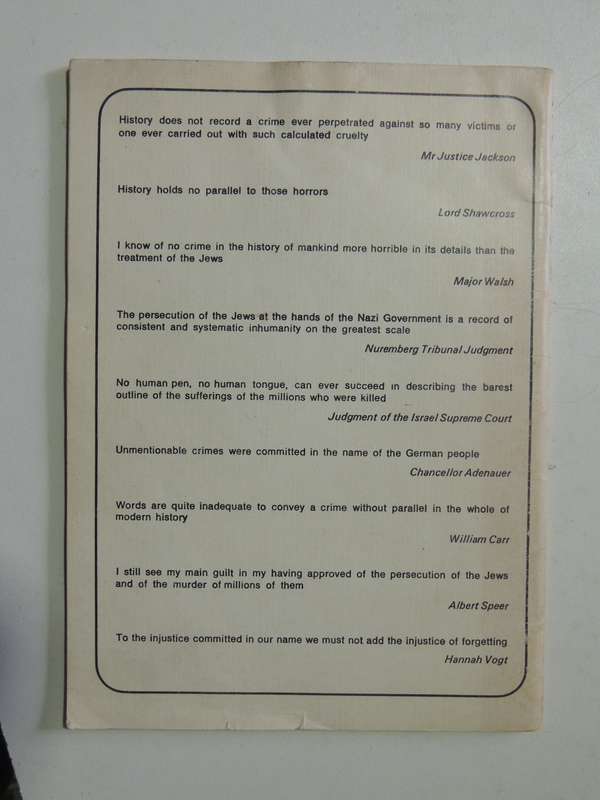 History does not record a crime ever perpetrated against so many victims or
one ever carried out with such calculated cruelty
Mr Justice Jackson
History holds no parallel to those horrors
Lord Shawcross
I know of no crime in the history of mankind more horrible in its details than the
treatment of the Jews
Major Walsh
The persecution of the Jews at the hands of the Nazi Government is a record of
consistent and systematic inhumanity on the greatest scale
Nuremberg Tribunal Judgment
No human pen, no human tongue, can ever succeed in describing the barest
outline of the sufferings of the millions who were killed
Judgment of the Israel Supreme Court
Unmentionable crimes were committed in the name of the German people
Chancellor Adenauer
Words are quite inadequate to convey a crime without parallel in the whole of
modern history
William Carr
I still see my main guilt in my having approved of the persecution of the Jews
and of the murder of millions of them
Albert Speer
To the injustice committed in our name we must not add the injustice of forgetting
Hannah Vogt